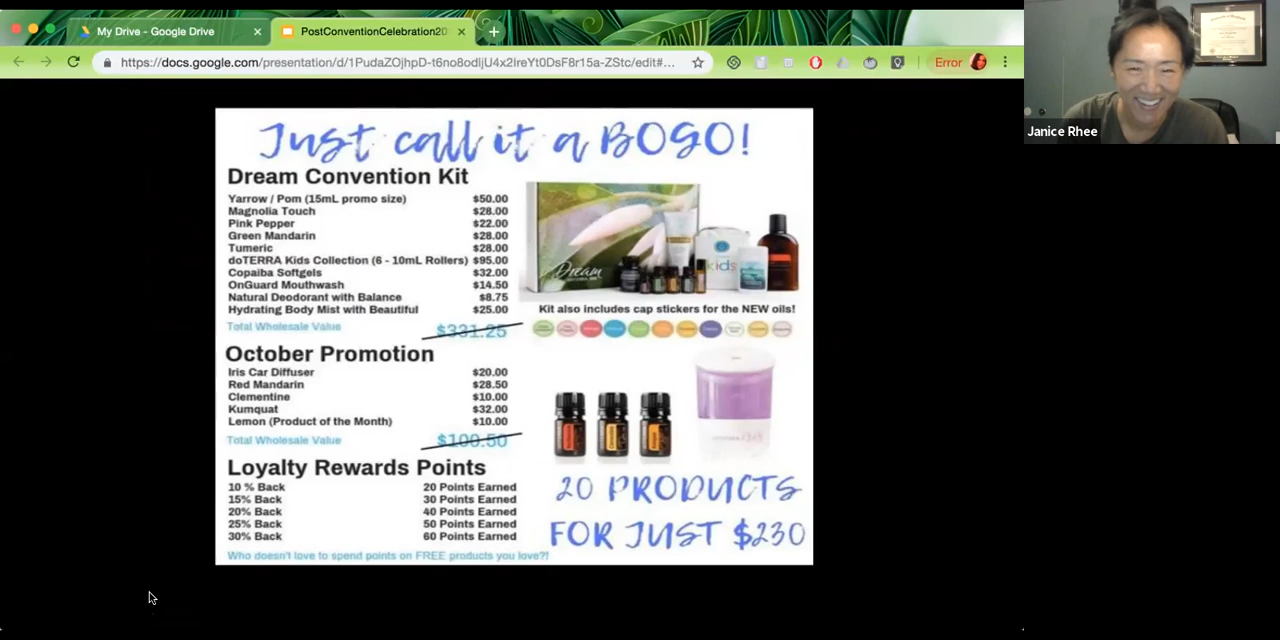 My Drive - Google Drive
PostConventionCelebration20
https://docs.google.com/presentation/d/1PudaZOjhpD-t6no8odljU4x2IreYt0DsF8r15a-ZStc/edit#...
Error
Janice Rhee
Just call it a BOGO!
Dream Convention Kit
Yarrow / Pom (15mL promo size) $50.00
Magnolia Touch $28.00
Pink Pepper $22.00
Green Mandarin $28.00
Tumeric $28.00
doTERRA Kids Collection (6 - 10mL Rollers) $95.00
Copaiba Softgels $32.00
OnGuard Mouthwash $14.50
Natural Deodorant with Balance $8.75
Hydrating Body Mist with Beautiful $25.00
Total Wholesale Value $331.25
Dream
kids
Kit also includes cap stickers for the NEW oils!
October Promotion
Iris Car Diffuser $20.00
Red Mandarin $28.50
Clementine $10.00
Kumquat $32.00
Lemon (Product of the Month) $10.00
Total Wholesale Value $100.50
Loyalty Rewards Points
10 % Back 20 Points Earned
15% Back 30 Points Earned
20% Back 40 Points Earned
25% Back 50 Points Earned
30% Back 60 Points Earned
Who doesn't love to spend points on FREE products you love?!
20 PRODUCTS
FOR JUST $230